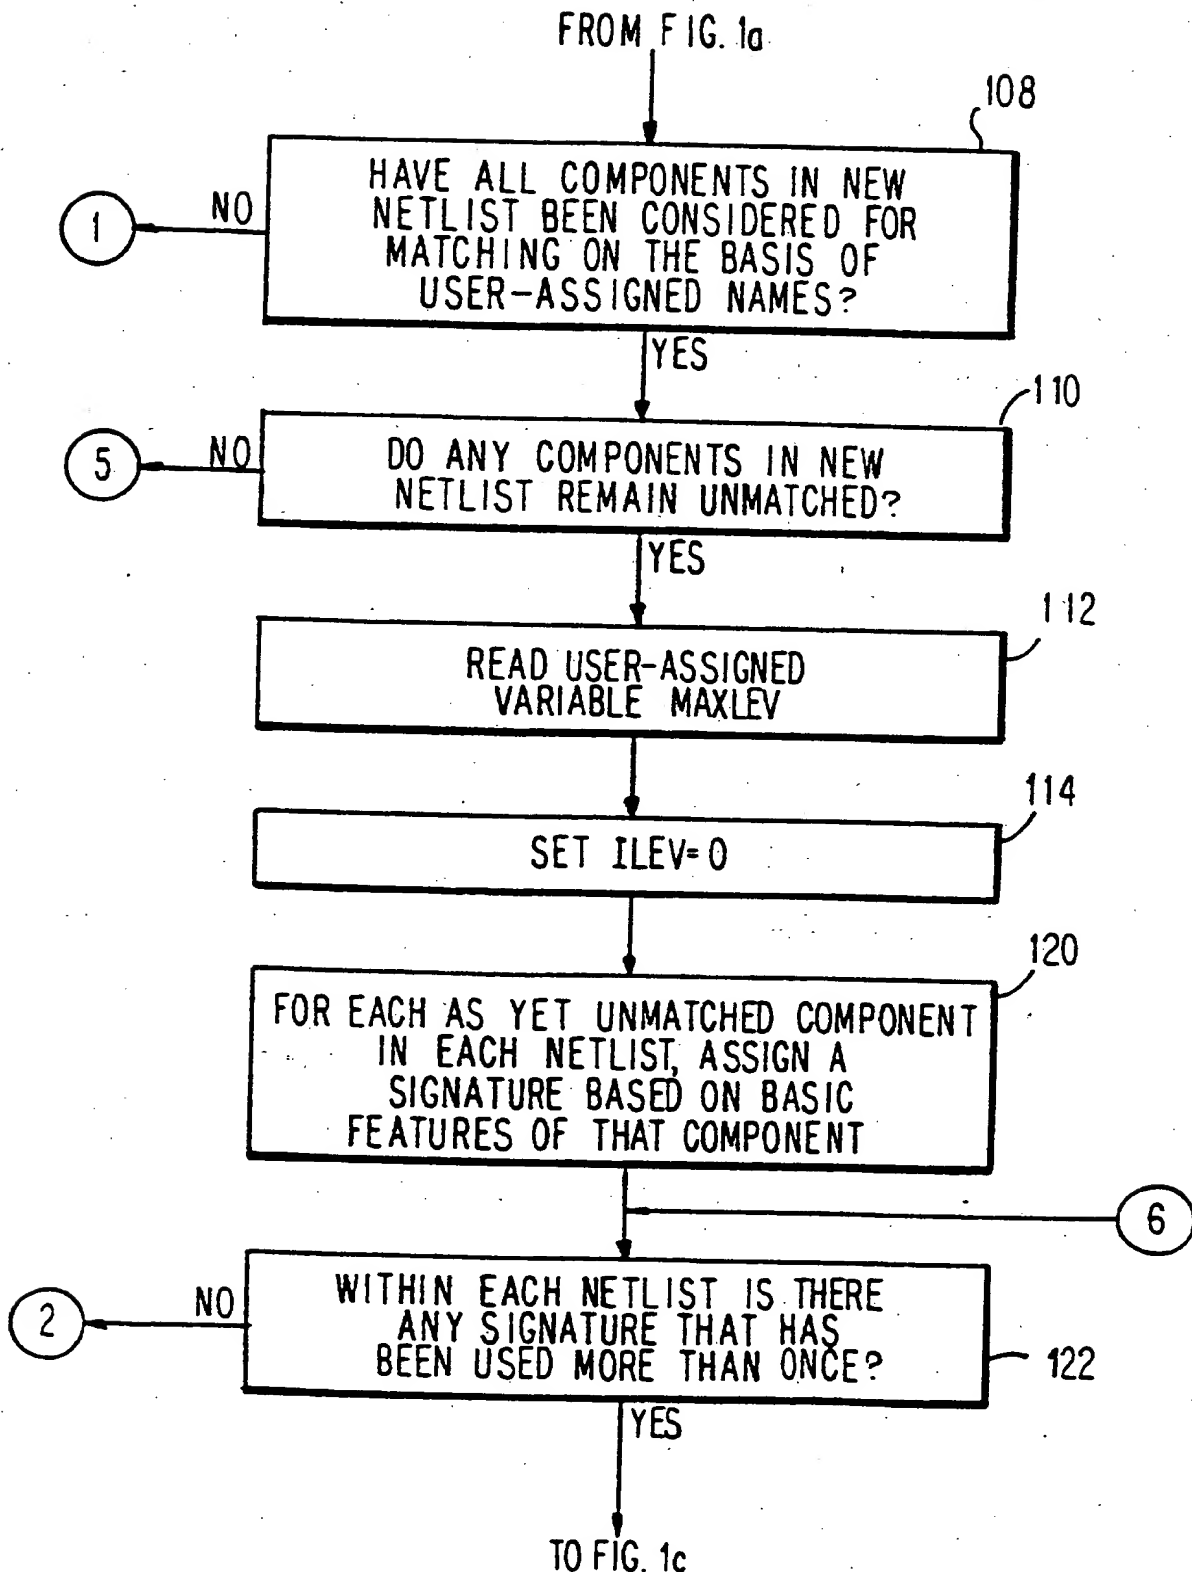 FROM FIG. 1a
108
HAVE ALL COMPONENTS IN NEW
NETLIST BEEN CONSIDERED FOR
MATCHING ON THE BASIS OF
USER-ASSIGNED NAMES?
NO
1
YES
110
DO ANY COMPONENTS IN NEW
NETLIST REMAIN UNMATCHED?
NO
5
YES
112
READ USER-ASSIGNED
VARIABLE MAXLEV
114
SET ILEV=0
120
FOR EACH AS YET UNMATCHED COMPONENT
IN EACH NETLIST, ASSIGN A
SIGNATURE BASED ON BASIC
FEATURES OF THAT COMPONENT
6
WITHIN EACH NETLIST IS THERE
ANY SIGNATURE THAT HAS
BEEN USED MORE THAN ONCE?
NO
2
122
YES
TO FIG. 1c